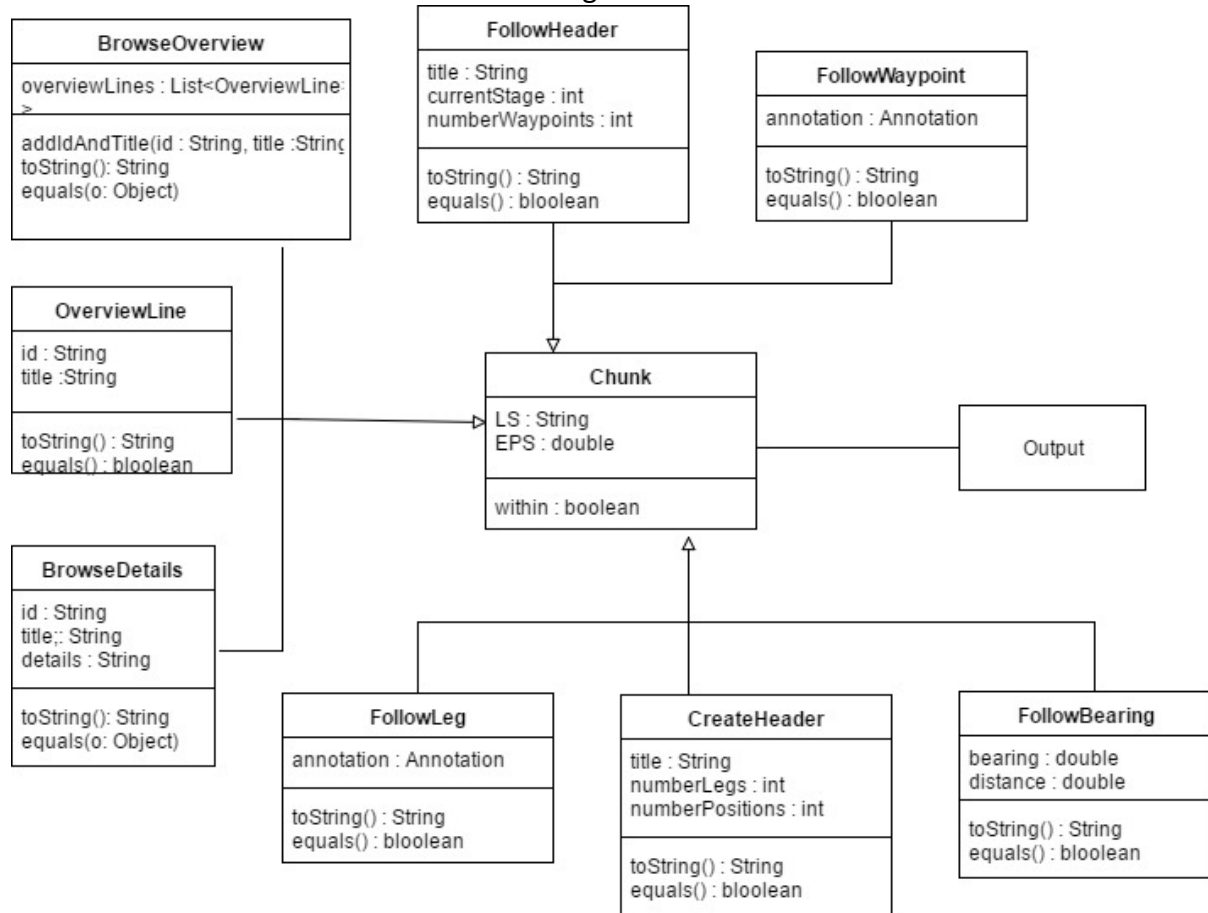 BrowseOverview
overviewLines : List<OverviewLine>
>
addIdAndTitle(id : String, title :String
toString(): String
equals(o: Object)
FollowHeader
title : String
currentStage : int
numberWaypoints : int
toString() : String
equals() : bloolean
FollowWaypoint
annotation : Annotation
toString() : String
equals() : bloolean
OverviewLine
id : String
title :String
toString() : String
equals() : bloolean
Chunk
LS : String
EPS : double
within : boolean
Output
BrowseDetails
id : String
title;: String
details : String
toString(): String
equals(o: Object)
FollowLeg
annotation : Annotation
toString() : String
equals() : bloolean
CreateHeader
title : String
numberLegs : int
numberPositions : int
toString() : String
equals() : bloolean
FollowBearing
bearing : double
distance : double
toString() : String
equals() : bloolean